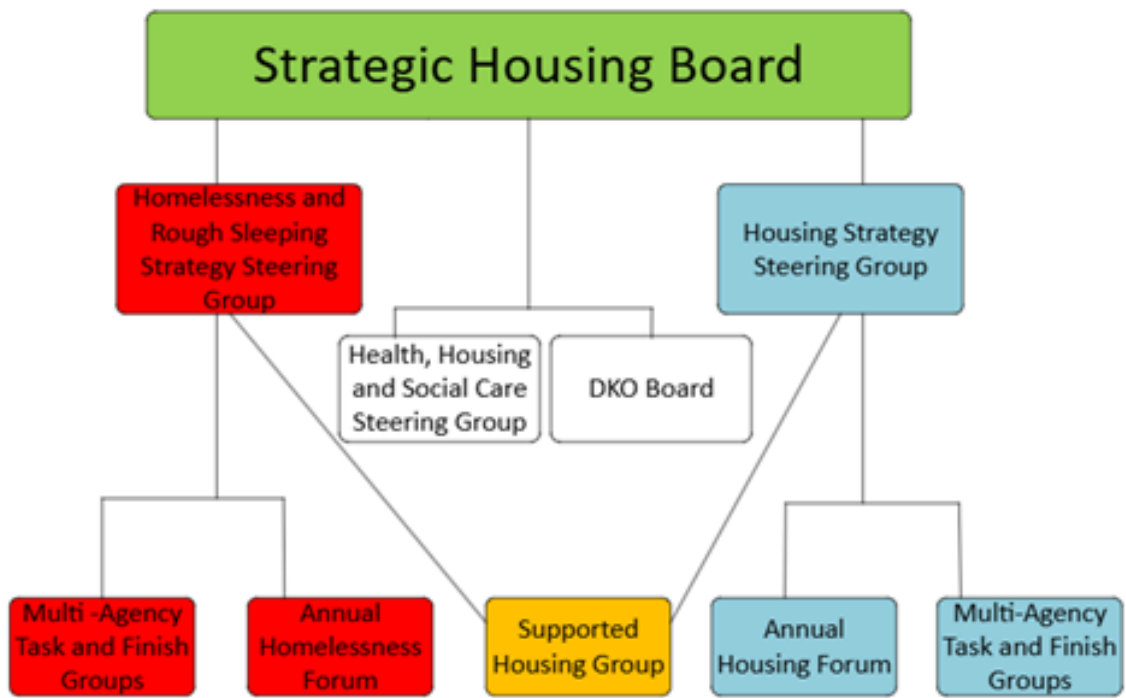 Strategic Housing Board
Homelessness and
Rough Sleeping
Strategy Steering
Group
Housing Strategy
Steering Group
Health, Housing
and Social Care
Steering Group
DKO Board
Multi -Agency
Task and Finish
Groups
Annual
Homelessness
Forum
Supported
Housing Group
Annual
Housing Forum
Multi-Agency
Task and Finish
Groups